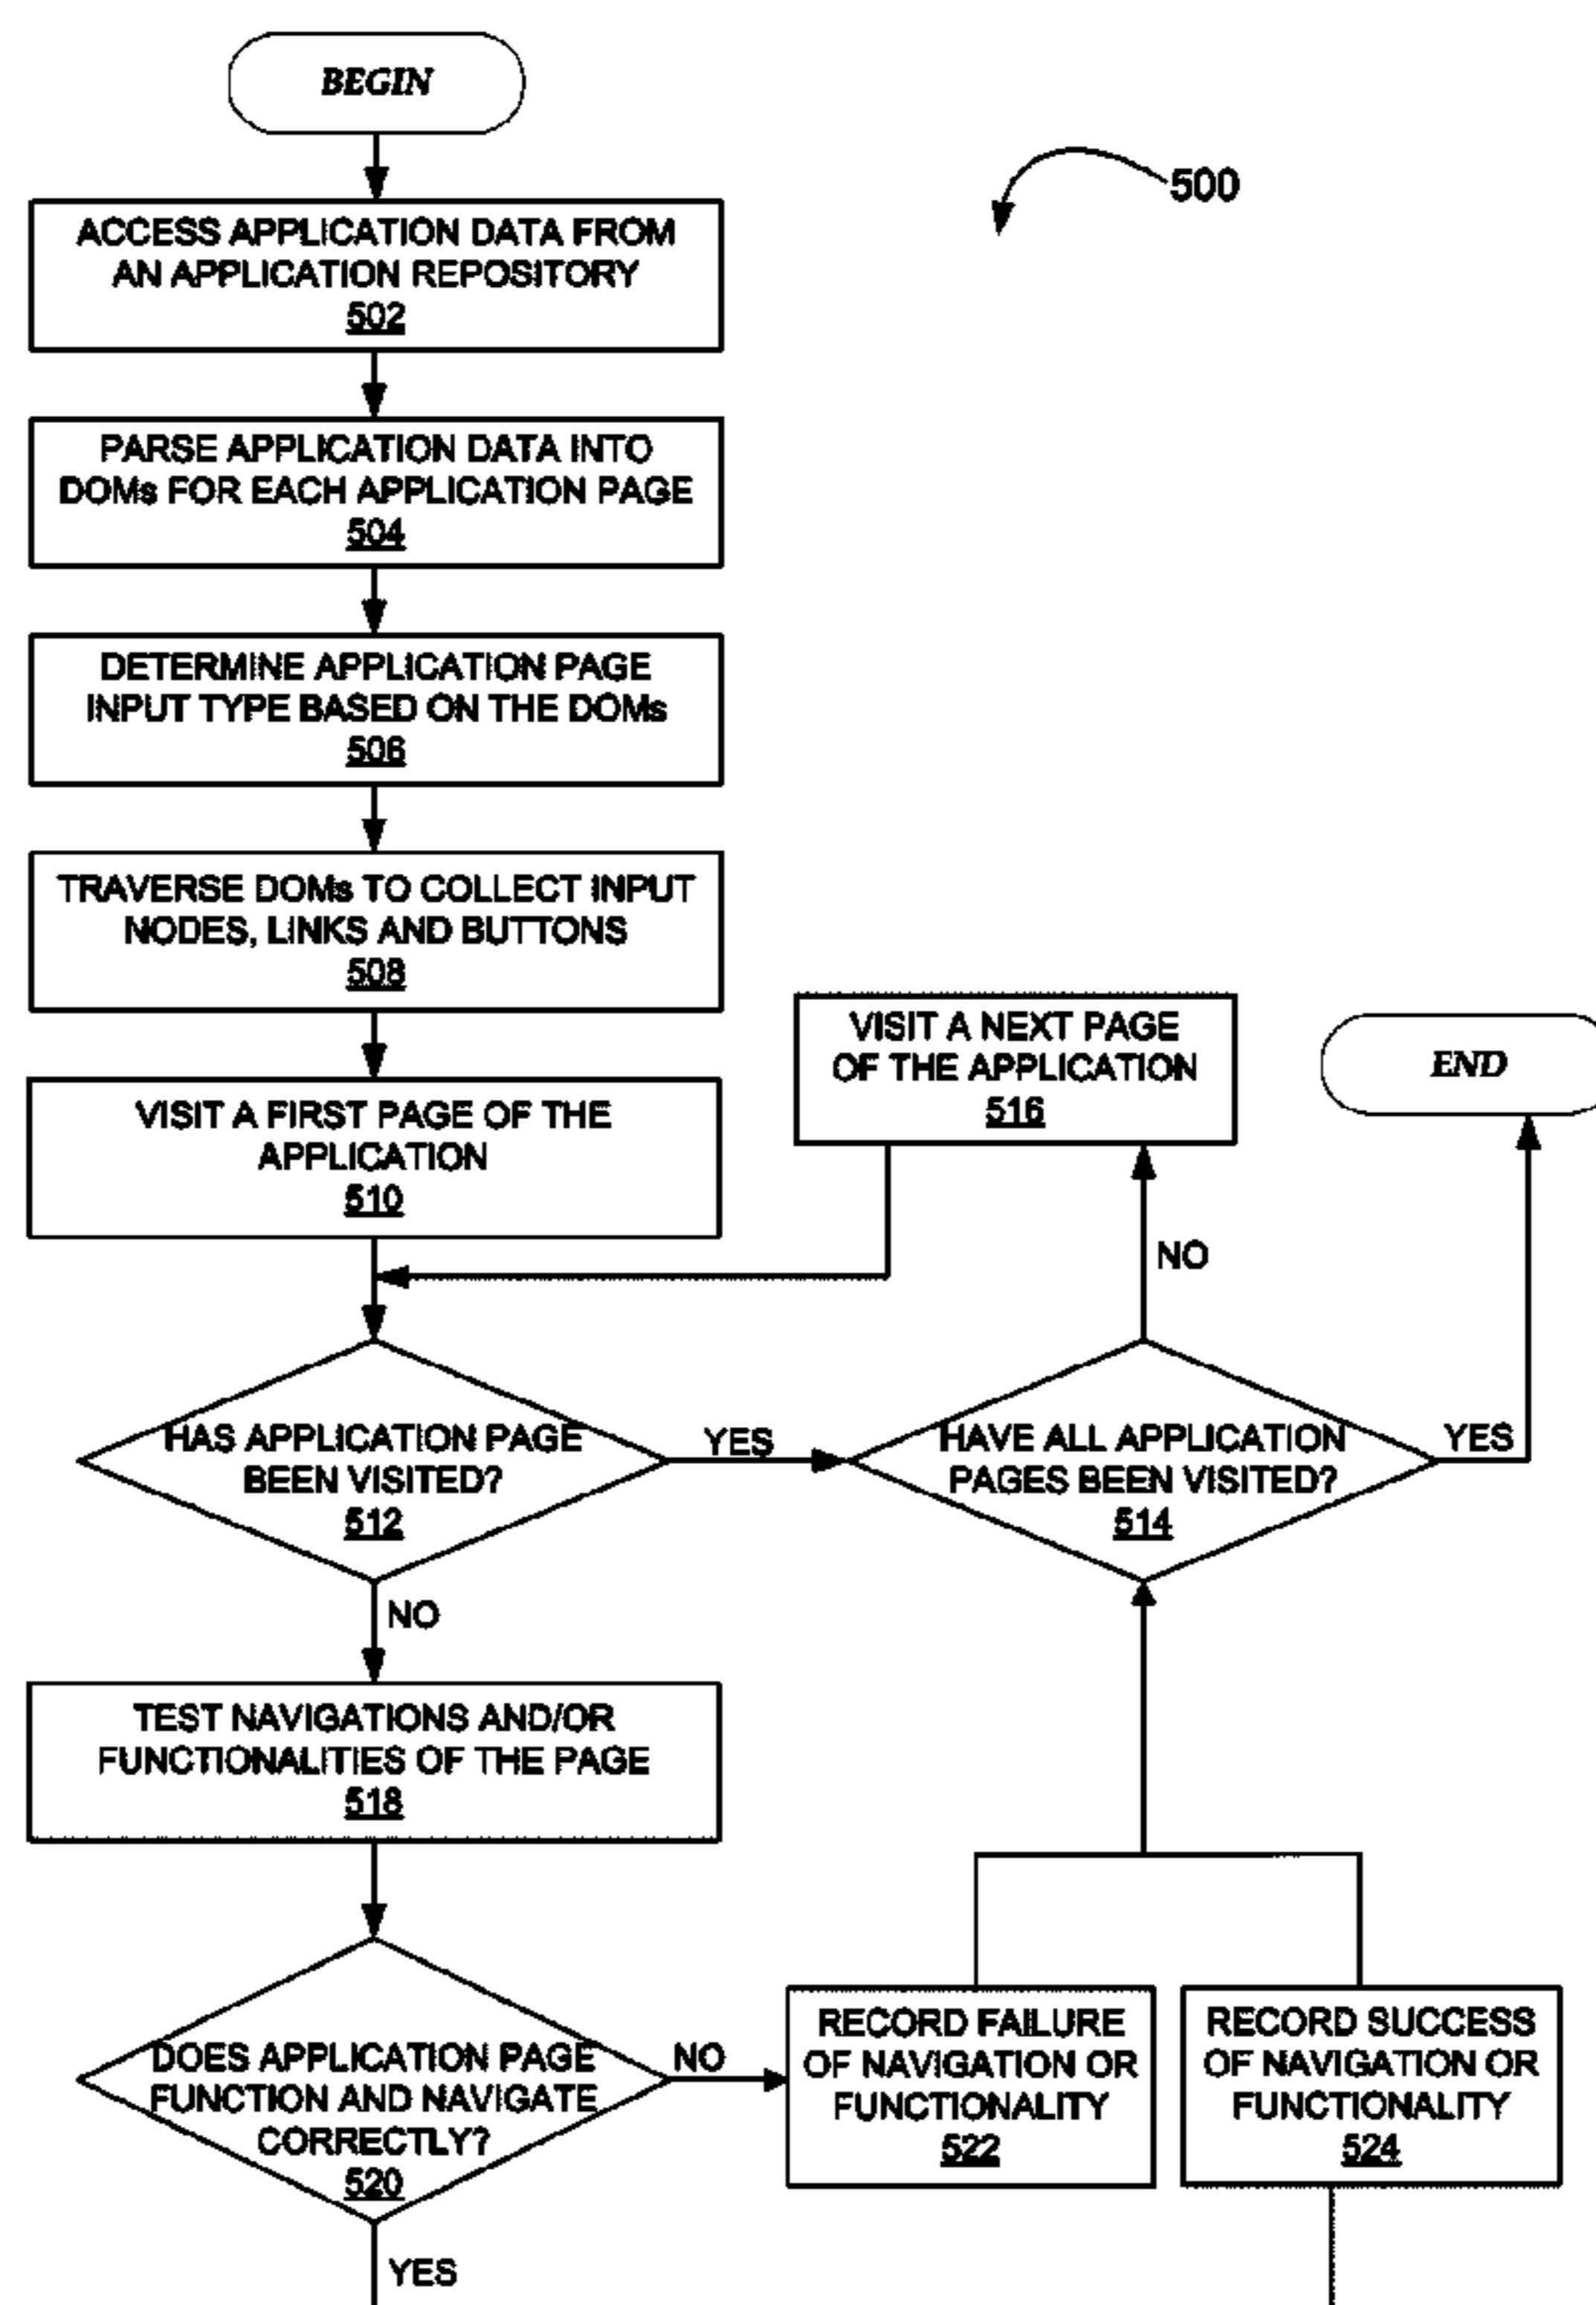 BEGIN
500
ACCESS APPLICATION DATA FROM
AN APPLICATION REPOSITORY
502
PARSE APPLICATION DATA INTO
DOMs FOR EACH APPLICATION PAGE
504
DETERMINE APPLICATION PAGE
INPUT TYPE BASED ON THE DOMs
506
TRAVERSE DOMs TO COLLECT INPUT
NODES, LINKS AND BUTTONS
508
VISIT A NEXT PAGE
OF THE APPLICATION
516
END
VISIT A FIRST PAGE OF THE
APPLICATION
510
NO
HAS APPLICATION PAGE
BEEN VISITED?
512
YES
HAVE ALL APPLICATION
PAGES BEEN VISITED?
514
YES
NO
TEST NAVIGATIONS AND/OR
FUNCTIONALITIES OF THE PAGE
518
DOES APPLICATION PAGE
FUNCTION AND NAVIGATE
CORRECTLY?
520
NO
RECORD FAILURE
OF NAVIGATION OR
FUNCTIONALITY
522
RECORD SUCCESS
OF NAVIGATION OR
FUNCTIONALITY
524
YES